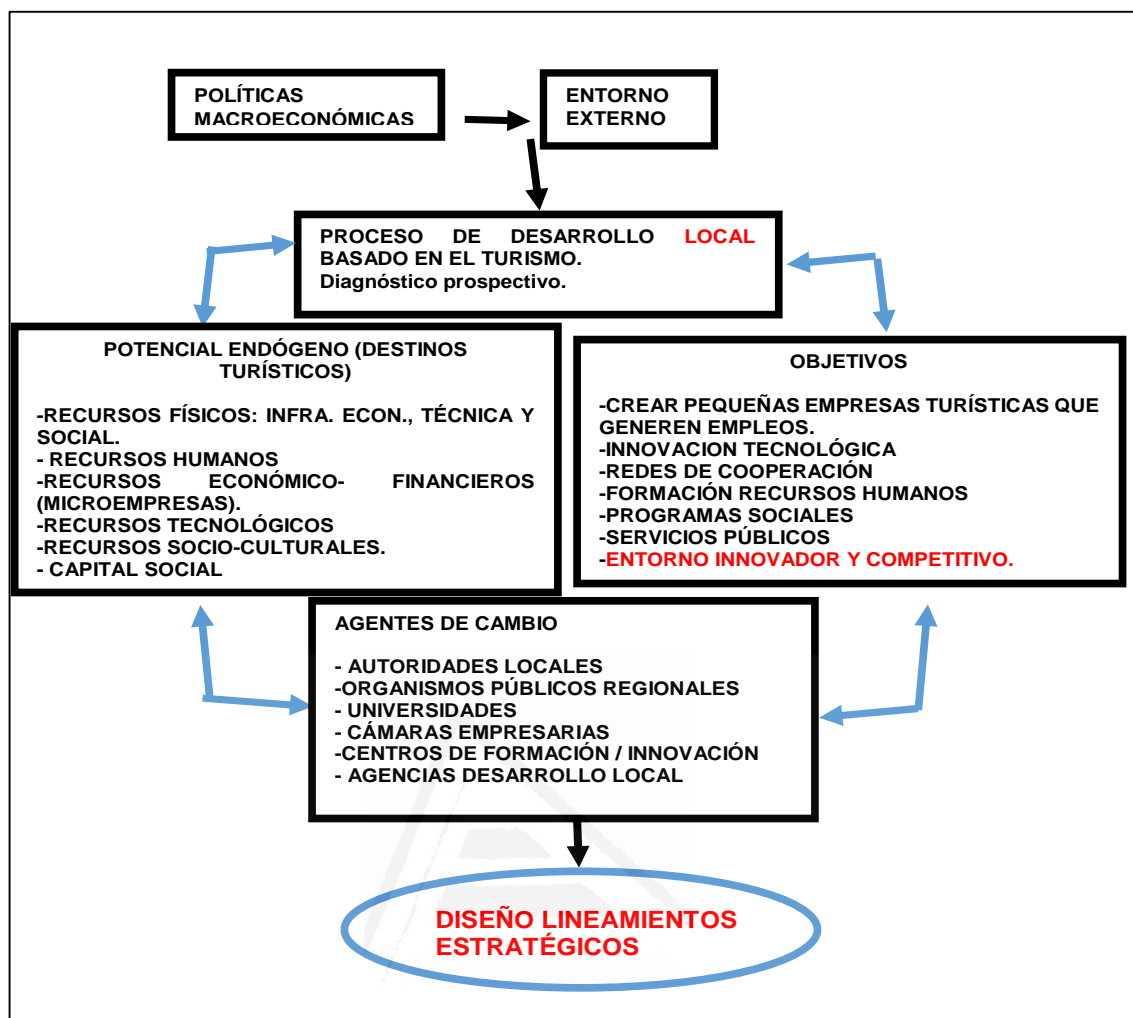 POLÍTICAS
MACROECONÓMICAS
ENTORNO
EXTERNO
PROCESO DE DESARROLLO LOCAL
BASADO EN EL TURISMO.
Diagnóstico prospectivo.
POTENCIAL ENDÓGENO (DESTINOS
TURÍSTICOS)
-RECURSOS FÍSICOS: INFRA. ECON., TÉCNICA Y
SOCIAL.
- RECURSOS HUMANOS
-RECURSOS ECONÓMICO- FINANCIEROS
(MICROEMPRESAS).
-RECURSOS TECNOLÓGICOS
-RECURSOS SOCIO-CULTURALES.
- CAPITAL SOCIAL
OBJETIVOS
-CREAR PEQUEÑAS EMPRESAS TURÍSTICAS QUE
GENEREN EMPLEOS.
-INNOVACION TECNOLÓGICA
-REDES DE COOPERACIÓN
-FORMACIÓN RECURSOS HUMANOS
-PROGRAMAS SOCIALES
-SERVICIOS PÚBLICOS
-ENTORNO INNOVADOR Y COMPETITIVO.
AGENTES DE CAMBIO
- AUTORIDADES LOCALES
-ORGANISMOS PÚBLICOS REGIONALES
- UNIVERSIDADES
- CÁMARAS EMPRESARIAS
-CENTROS DE FORMACIÓN / INNOVACIÓN
- AGENCIAS DESARROLLO LOCAL
DISEÑO LINEAMIENTOS
ESTRATÉGICOS